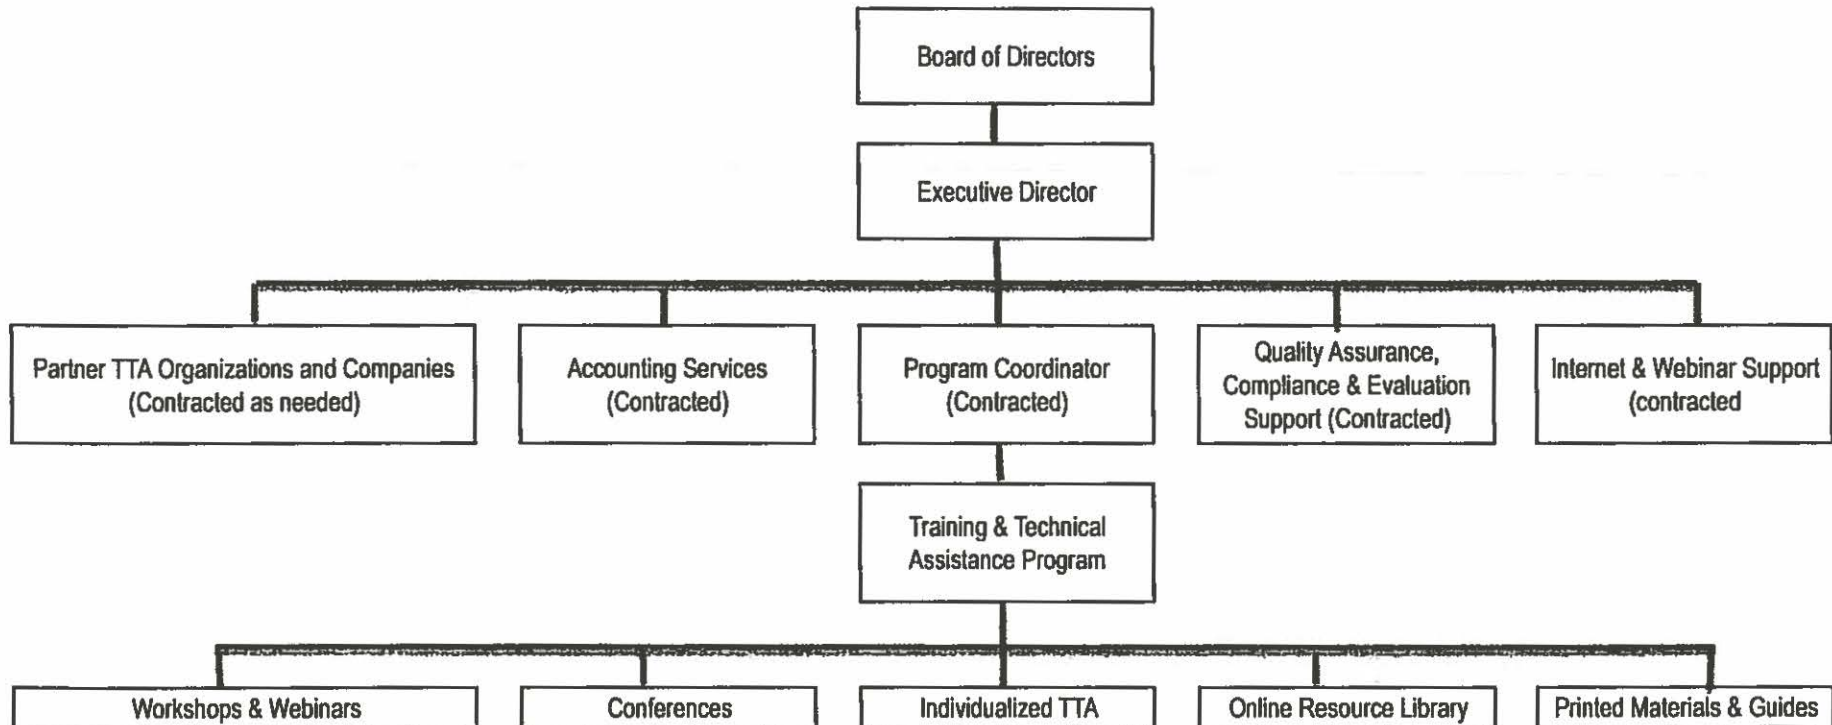 Board of Directors
Executive Director
Partner TTA Organizations and Companies
(Contracted as needed)
Accounting Services
(Contracted)
Program Coordinator
(Contracted)
Quality Assurance,
Compliance & Evaluation
Support (Contracted)
Internet & Webinar Support
(contracted
Training & Technical
Assistance Program
Workshops & Webinars
Conferences
Individualized TTA
Online Resource Library
Printed Materials & Guides